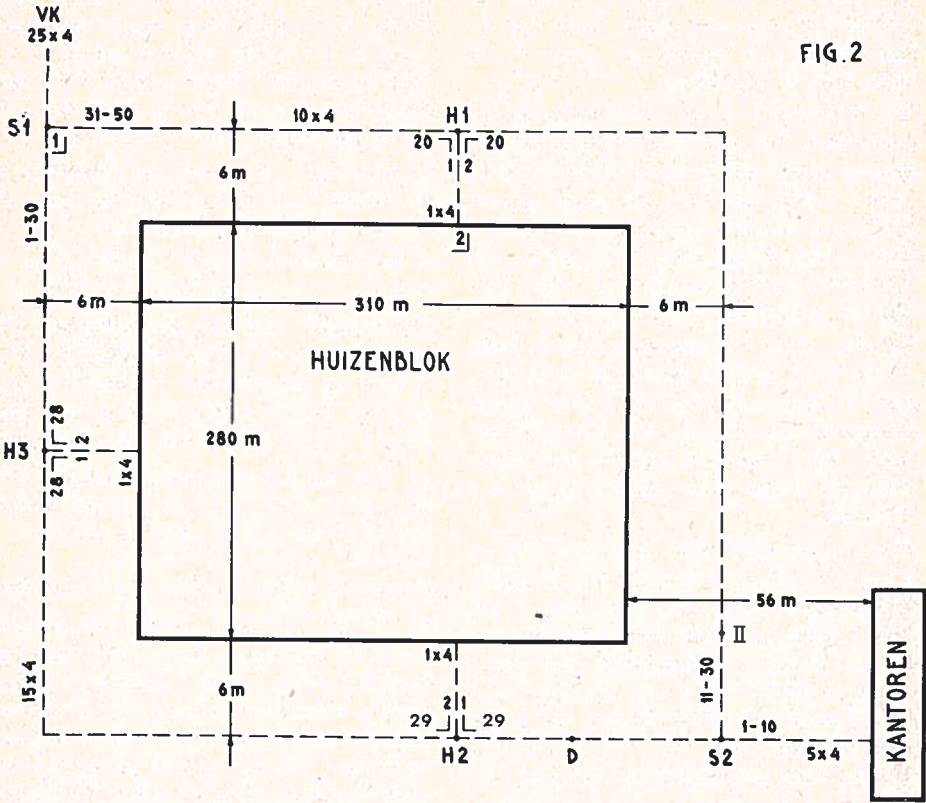 VK
25x4
FIG.2
S1
31-50
10x4
H1
1
20
20
1
2
6m
1-30
1x4
2
6m
310 m
6m
HUIZENBLOK
280 m
28
H3
1
2
28
1x4
56 m
II
15x4
1x4
11-30
KANTOREN
6m
2
1
29
29
1-10
H2
D
S2
5x4